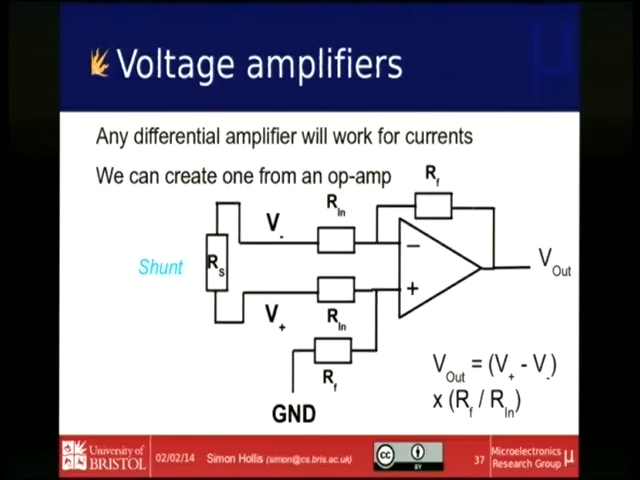 Voltage amplifiers
Any differential amplifier will work for currents
We can create one from an op-amp
Rf
RIn
V-
Shunt
Rs
−
+
VOut
V+
RIn
Rf
GND
VOut = (V+ - V-)
x (Rf / RIn)
University of
BRISTOL
02/02/14
Simon Hollis (simon@cs.bris.ac.uk)
cc
BY
37
Microelectronics
Research Group
μ